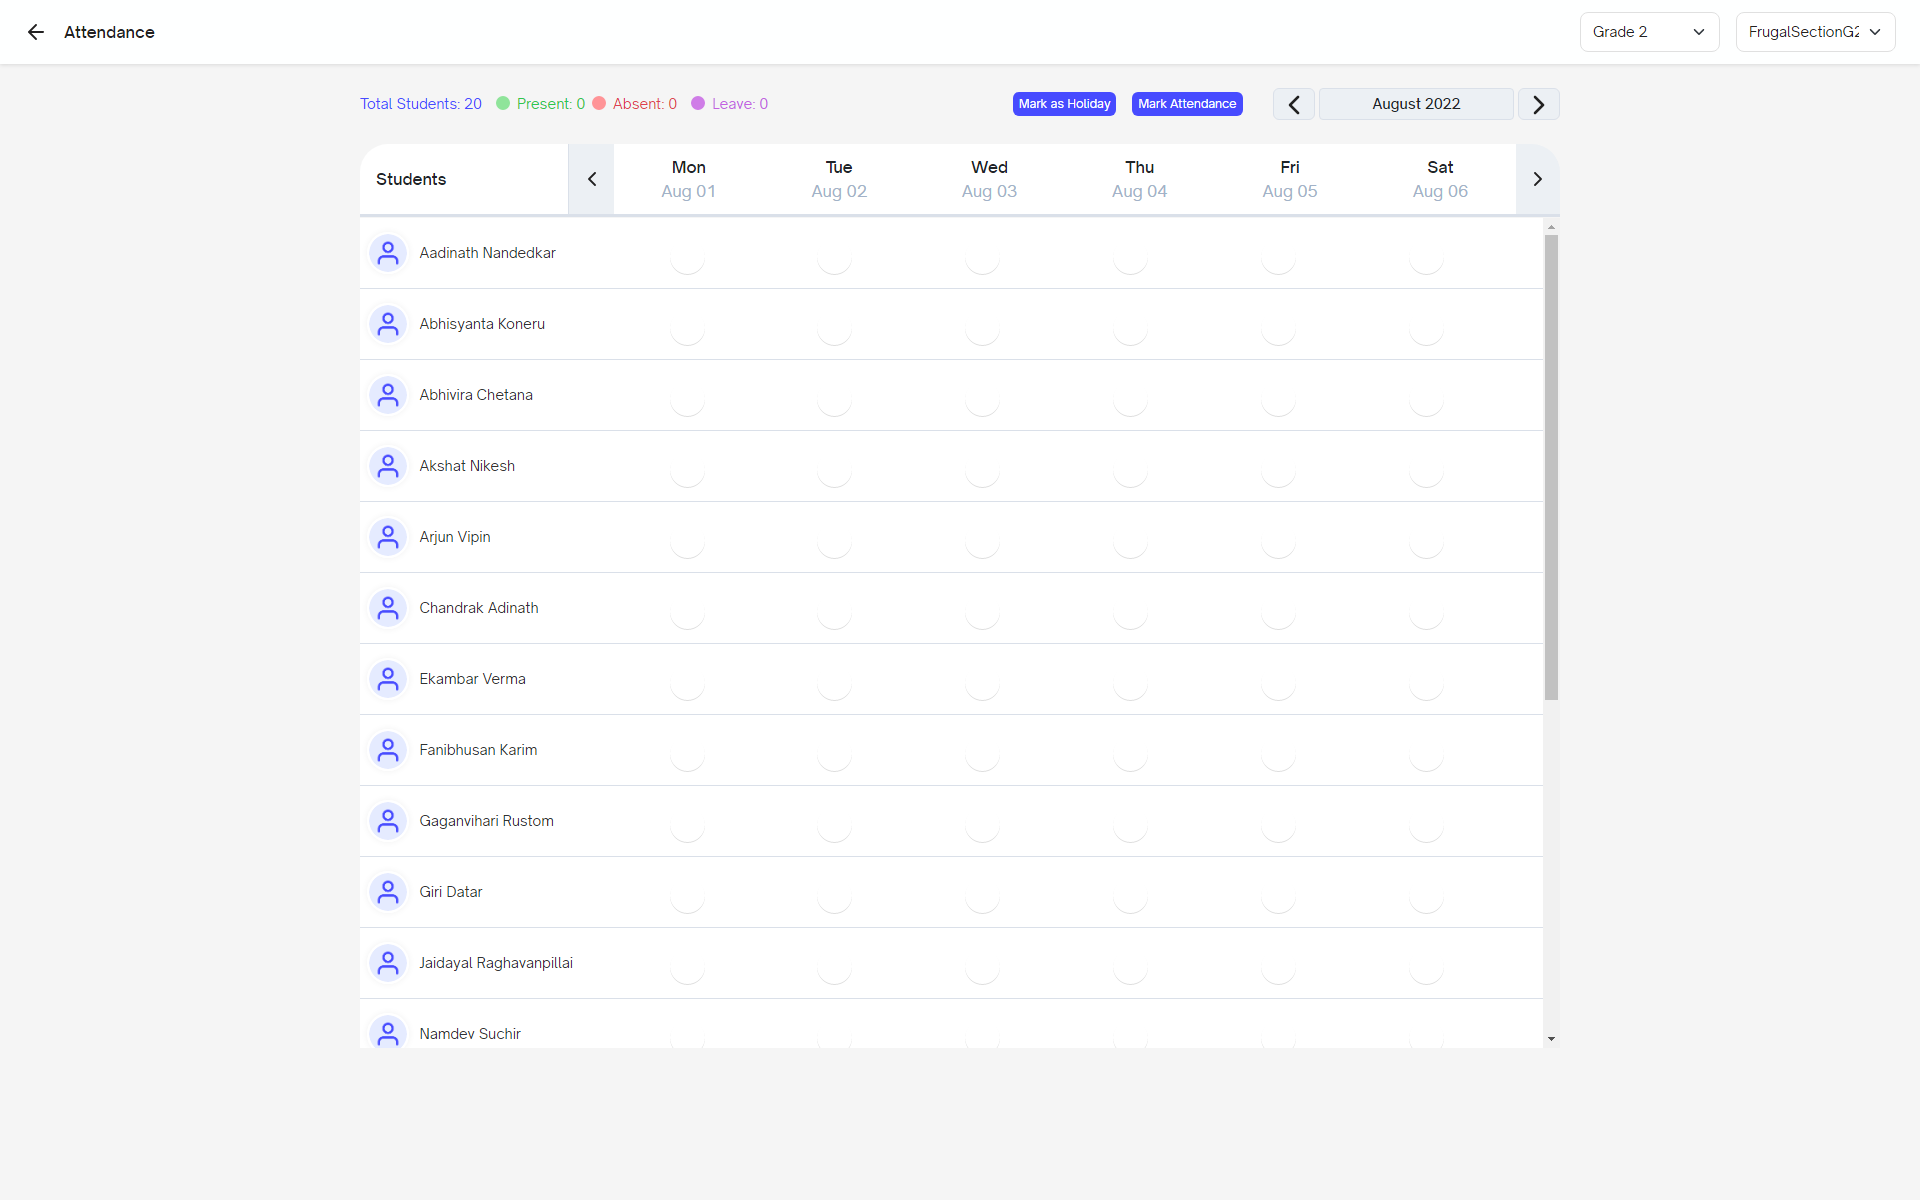 Attendance
Grade 2
FrugalSectionG2
Total Students: 20 Present: 0 Absent: 0 Leave: 0
Mark as Holiday
Mark Attendance
August 2022
Students
Mon Tue Wed Thu Fri Sat
Aug 01 Aug 02 Aug 03 Aug 04 Aug 05 Aug 06
Aadinath Nandedkar
Abhisyanta Koneru
Abhivira Chetana
Akshat Nikesh
Arjun Vipin
Chandrak Adinath
Ekambar Verma
Fanibhusan Karim
Gaganvihari Rustom
Giri Datar
Jaidayal Raghavanpillai
Namdev Suchir